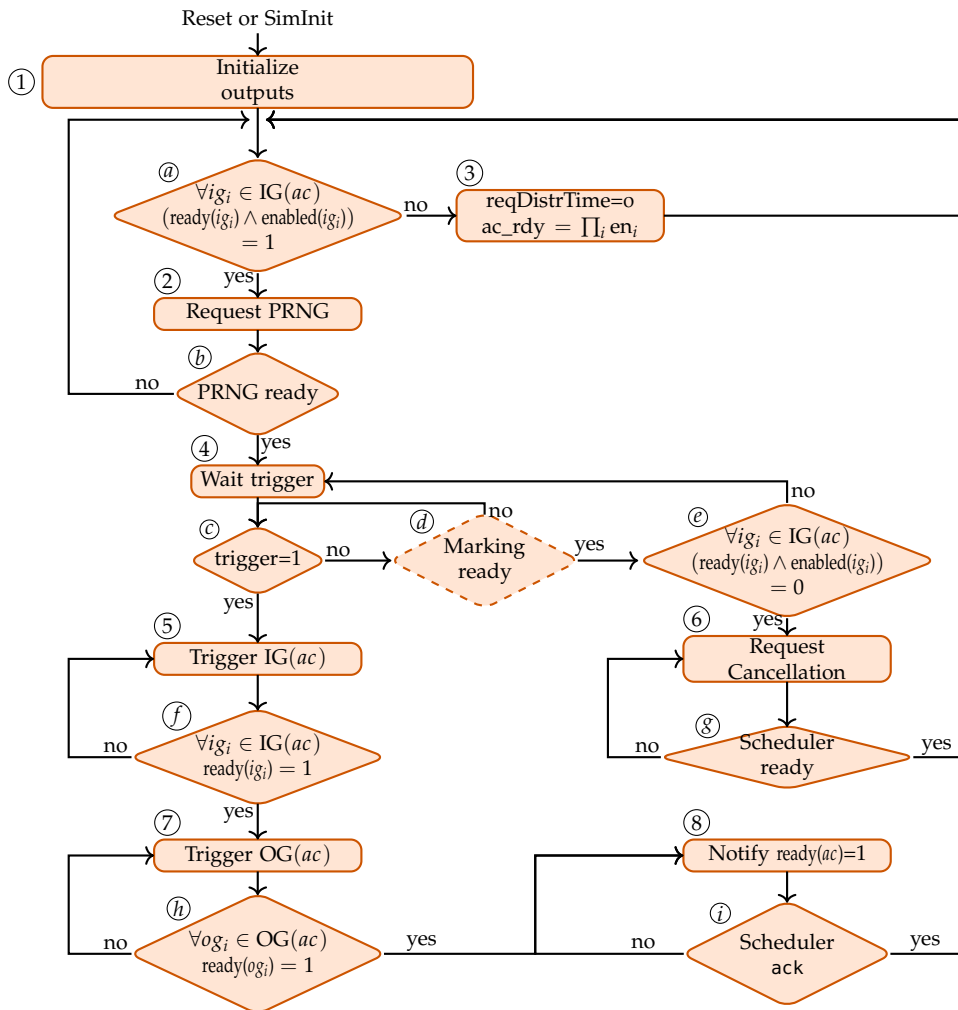 Reset or SimInit
① Initialize
outputs
ⓐ
∀ig_i ∈ IG(ac)
(ready(ig_i) ∧ enabled(ig_i))
= 1
no
③
reqDistrTime=0
ac_rdy = ∏_i en_i
yes
②
Request PRNG
ⓑ
no
PRNG ready
yes
④
Wait trigger
no
ⓒ
trigger=1
no
ⓓ
no
Marking
ready
yes
ⓔ
∀ig_i ∈ IG(ac)
(ready(ig_i) ∧ enabled(ig_i))
= 0
yes
yes
⑤
Trigger IG(ac)
⑥
Request
Cancellation
ⓕ
∀ig_i ∈ IG(ac)
ready(ig_i) = 1
no
ⓖ
no
Scheduler
ready
yes
yes
⑦
Trigger OG(ac)
⑧
Notify ready(ac)=1
ⓗ
no
∀og_i ∈ OG(ac)
ready(og_i) = 1
yes
ⓘ
no
Scheduler
ack
yes